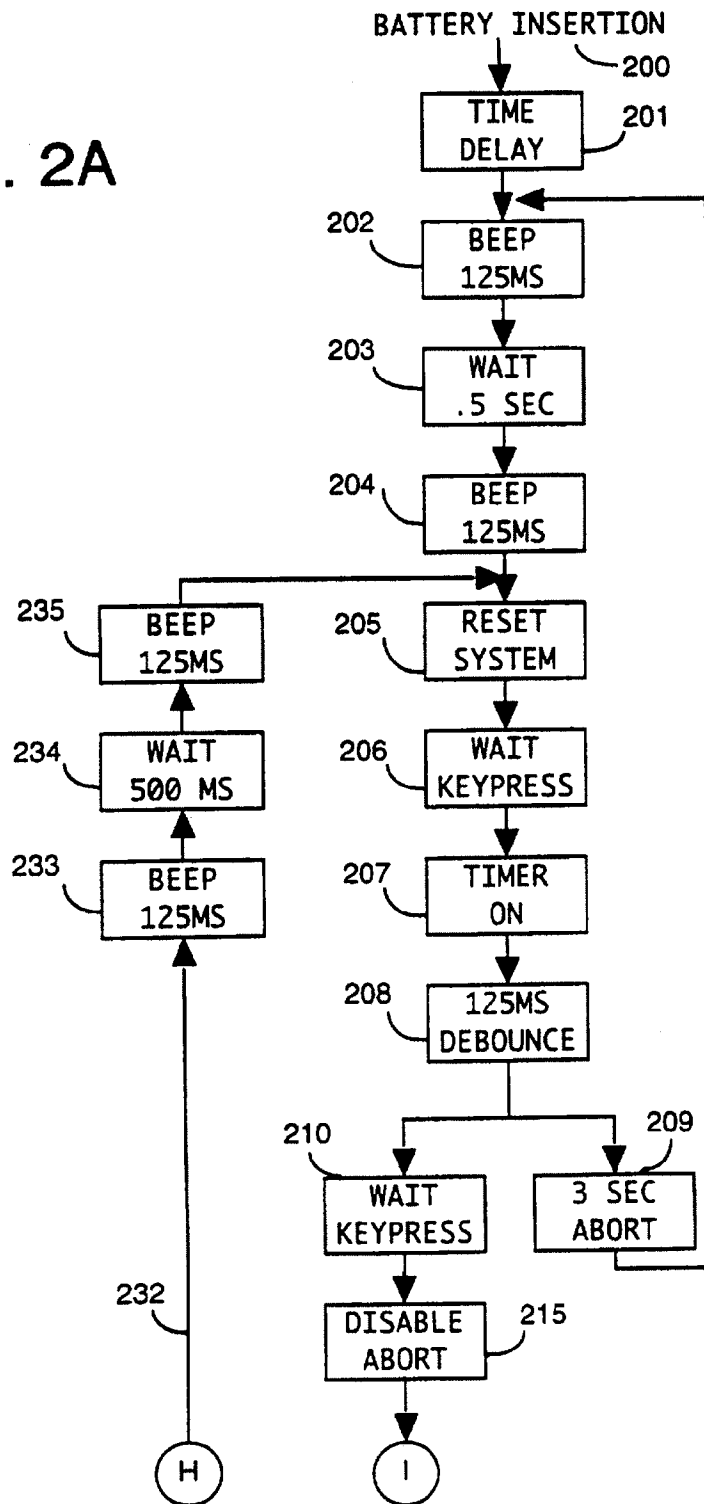 BATTERY INSERTION
200
. 2A
TIME
DELAY
201
202
BEEP
125MS
203
WAIT
.5 SEC
204
BEEP
125MS
235
BEEP
125MS
205
RESET
SYSTEM
234
WAIT
500 MS
206
WAIT
KEYPRESS
233
BEEP
125MS
207
TIMER
ON
208
125MS
DEBOUNCE
210
WAIT
KEYPRESS
209
3 SEC
ABORT
232
DISABLE
ABORT
215
H
I